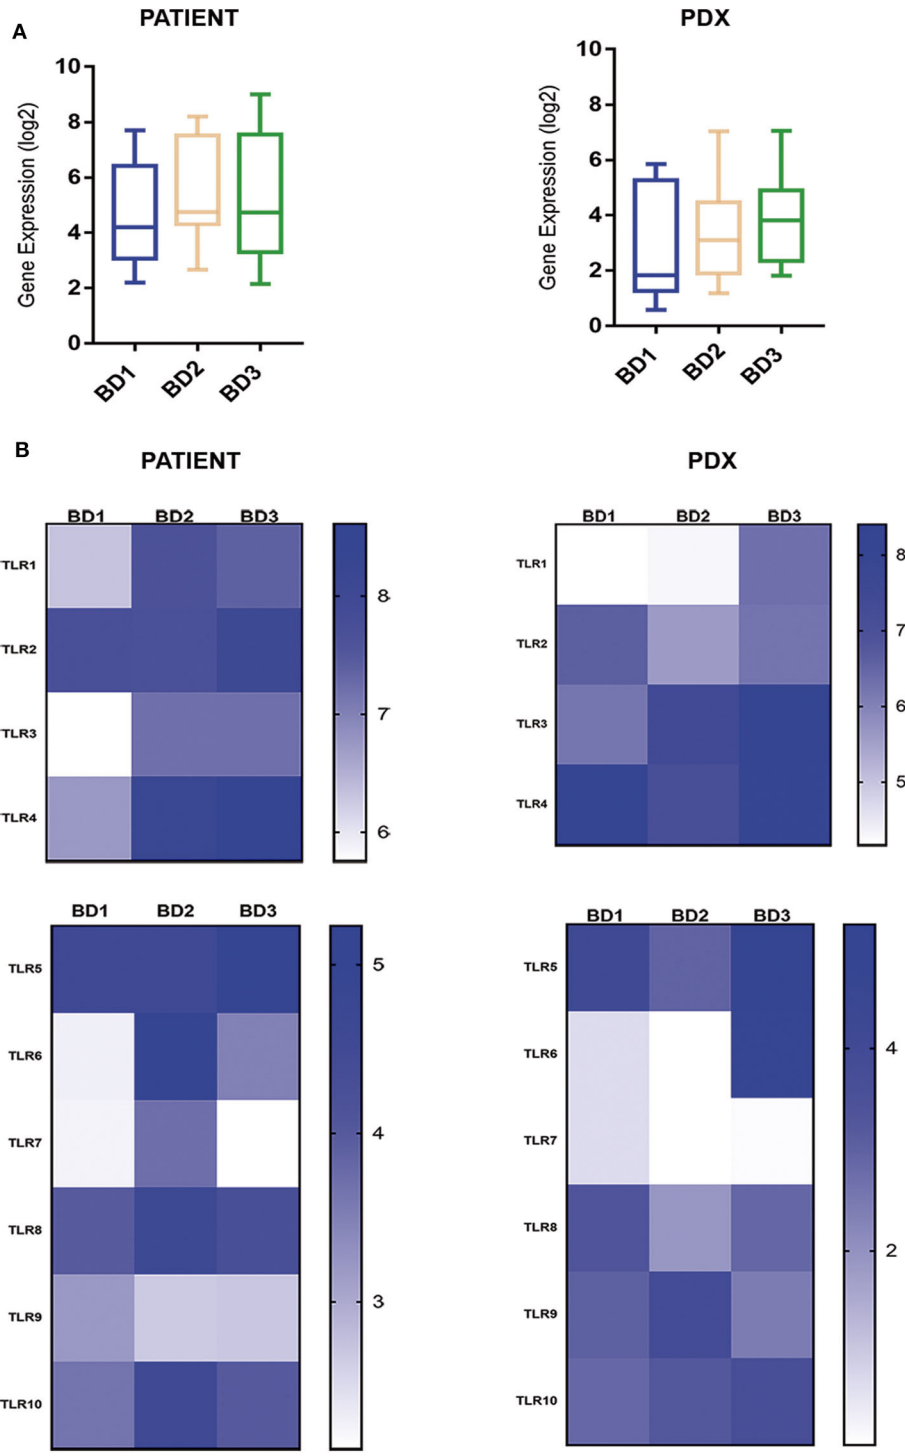 A
PATIENT
PDX
Gene Expression (log2)
10
8
6
4
2
0
BD1
BD2
BD3
Gene Expression (log2)
10
8
6
4
2
0
BD1
BD2
BD3
B
PATIENT
PDX
BD1 BD2 BD3
TLR1
TLR2
TLR3
TLR4
8
7
6
BD1 BD2 BD3
TLR1
TLR2
TLR3
TLR4
8
7
6
5
BD1 BD2 BD3
TLR5
TLR6
TLR7
TLR8
TLR9
TLR10
5
4
3
BD1 BD2 BD3
TLR5
TLR6
TLR7
TLR8
TLR9
TLR10
4
2